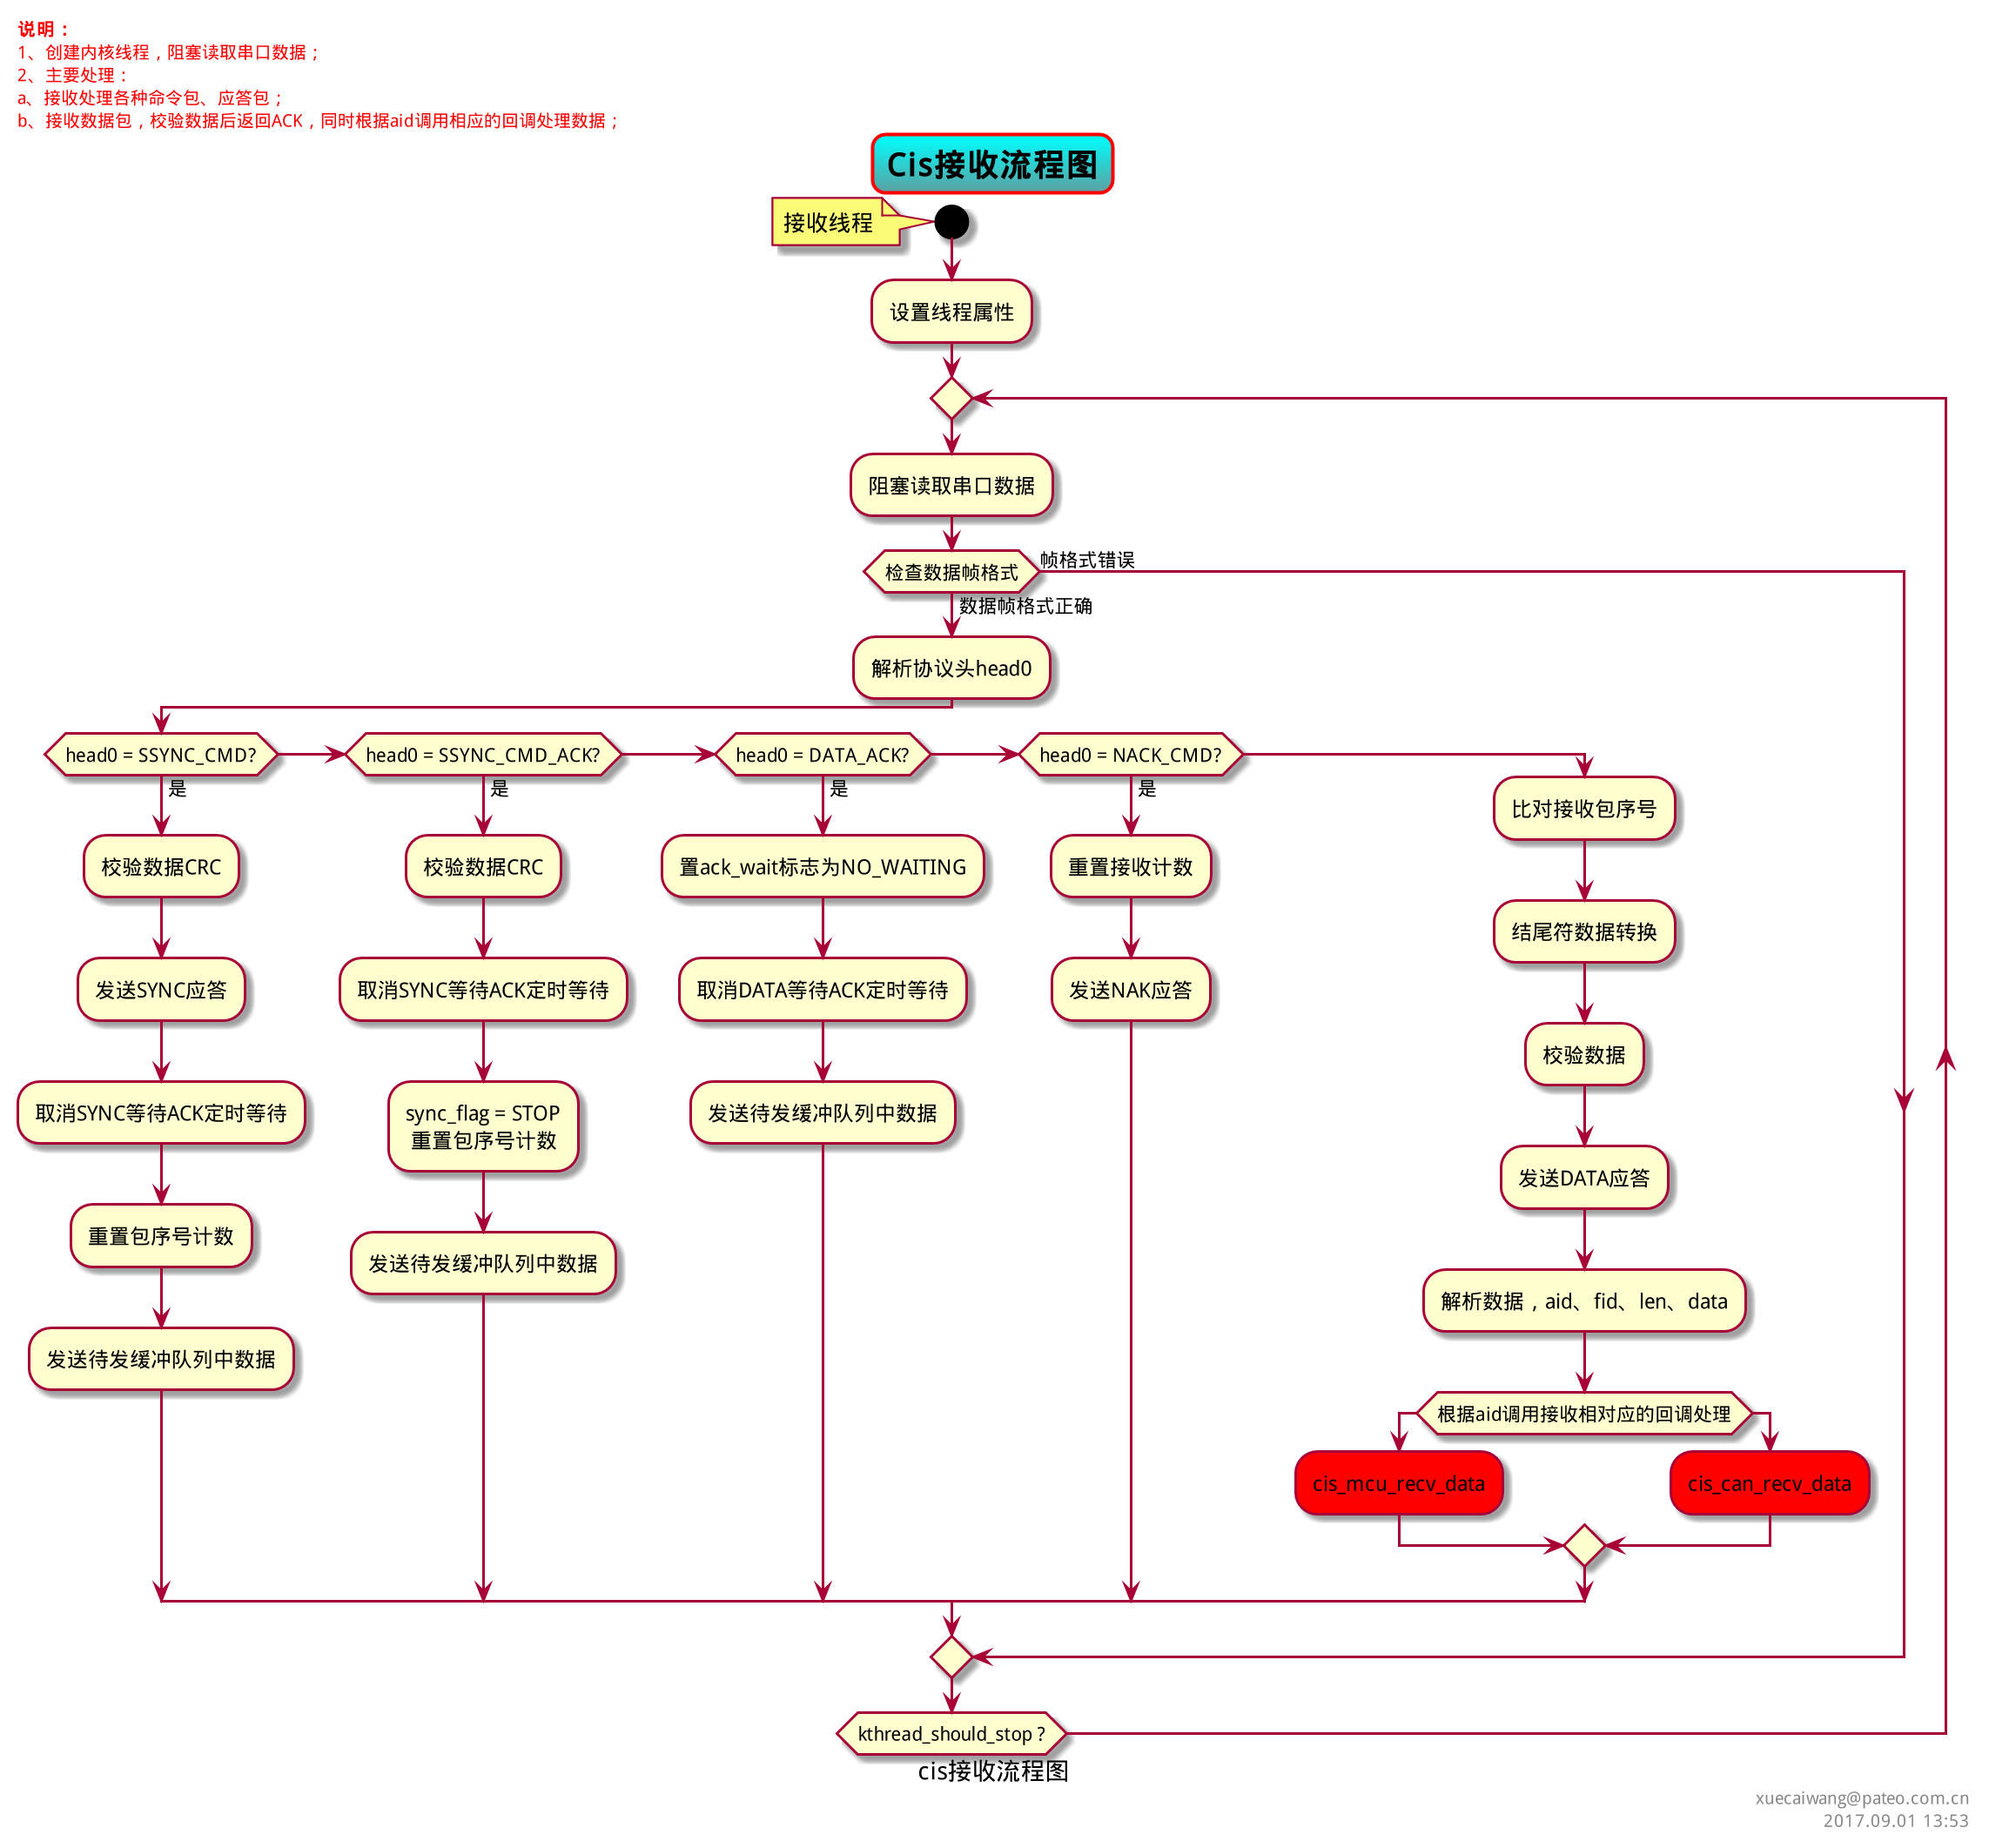 说明：
1、创建内核线程，阻塞读取串口数据；
2、主要处理：
a、接收处理各种命令包、应答包；
b、接收数据包，校验数据后返回ACK，同时根据aid调用相应的回调处理数据；
Cis接收流程图
接收线程
设置线程属性
阻塞读取串口数据
检查数据帧格式
帧格式错误
数据帧格式正确
解析协议头head0
head0 = SSYNC_CMD?
是
校验数据CRC
发送SYNC应答
取消SYNC等待ACK定时等待
重置包序号计数
发送待发缓冲队列中数据
head0 = SSYNC_CMD_ACK?
是
校验数据CRC
取消SYNC等待ACK定时等待
sync_flag = STOP
重置包序号计数
发送待发缓冲队列中数据
head0 = DATA_ACK?
是
置ack_wait标志为NO_WAITING
取消DATA等待ACK定时等待
发送待发缓冲队列中数据
head0 = NACK_CMD?
是
重置接收计数
发送NAK应答
比对接收包序号
结尾符数据转换
校验数据
发送DATA应答
解析数据，aid、fid、len、data
根据aid调用接收相对应的回调处理
cis_mcu_recv_data
cis_can_recv_data
kthread_should_stop ?
cis接收流程图
xuecaiwang@pateo.com.cn
2017.09.01 13:53